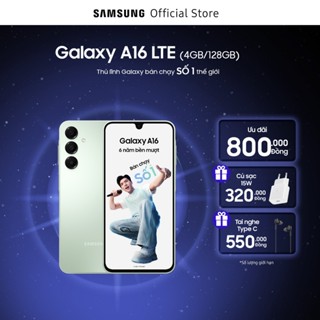 SAMSUNG Official Store
Galaxy A16 LTE (4GB/128GB)
Thủ lĩnh Galaxy bán chạy SỐ 1 thế giới
Galaxy A16
6 năm bền mượt
Bán chạy
Số 1
SAMSUNG
Ưu đãi
800.000
Đồng
Củ sạc
15W
320.000
Đồng
Tai nghe
Type C
550.000
Đồng
*Số lượng giới hạn